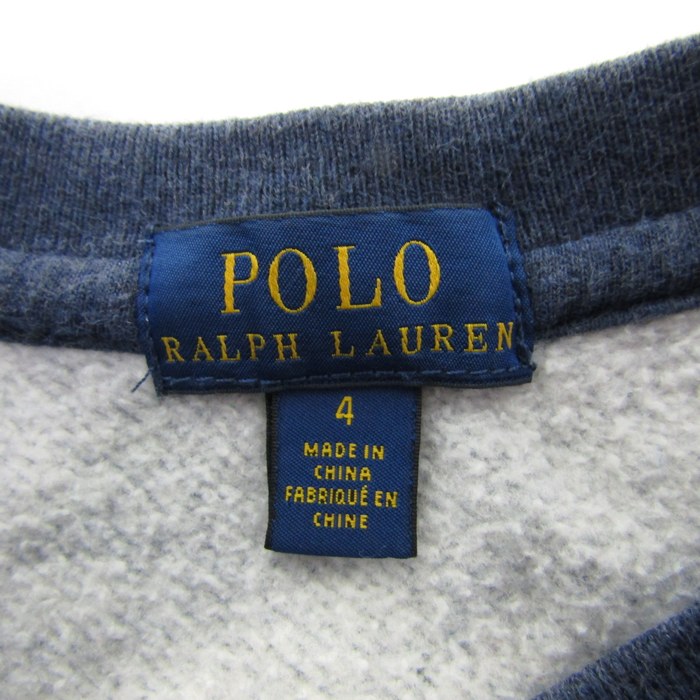 POLO
RALPH LAUREN
4
MADE IN
CHINA
FABRIQUÉ EN
CHINE